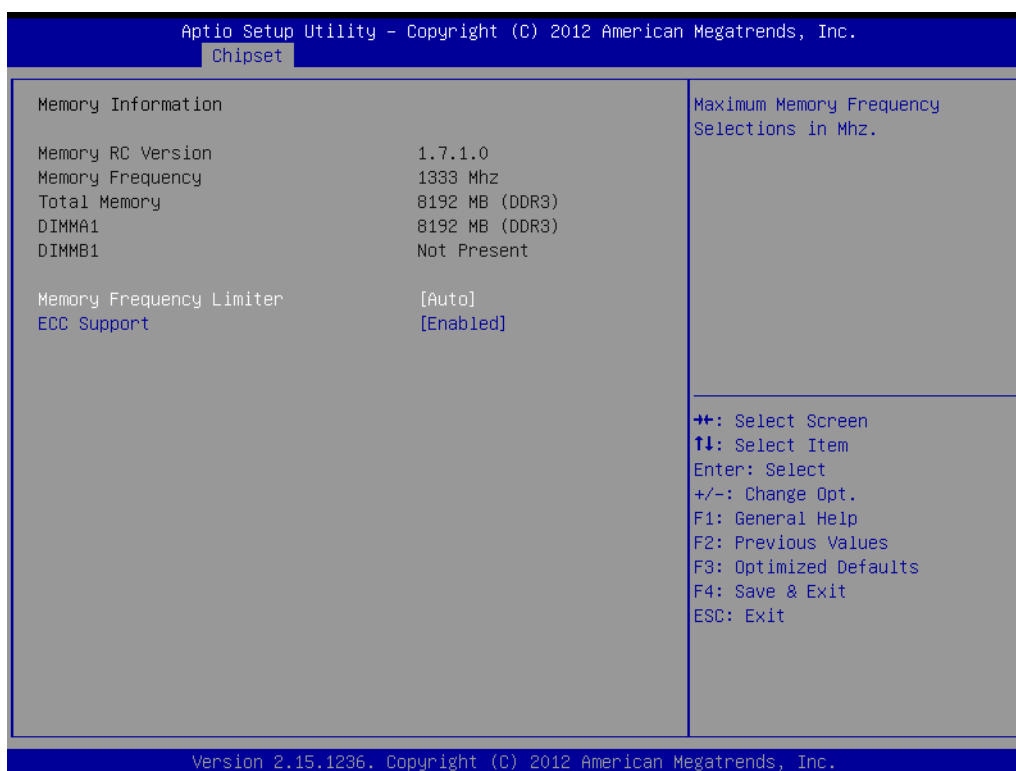 Aptio Setup Utility – Copyright (C) 2012 American Megatrends, Inc.
Chipset
Memory Information
Memory RC Version 1.7.1.0
Memory Frequency 1333 Mhz
Total Memory 8192 MB (DDR3)
DIMMA1 8192 MB (DDR3)
DIMMB1 Not Present
Memory Frequency Limiter [Auto]
ECC Support [Enabled]
Maximum Memory Frequency
Selections in Mhz.
→←: Select Screen
↑↓: Select Item
Enter: Select
+/-: Change Opt.
F1: General Help
F2: Previous Values
F3: Optimized Defaults
F4: Save & Exit
ESC: Exit
Version 2.15.1236. Copyright (C) 2012 American Megatrends, Inc.